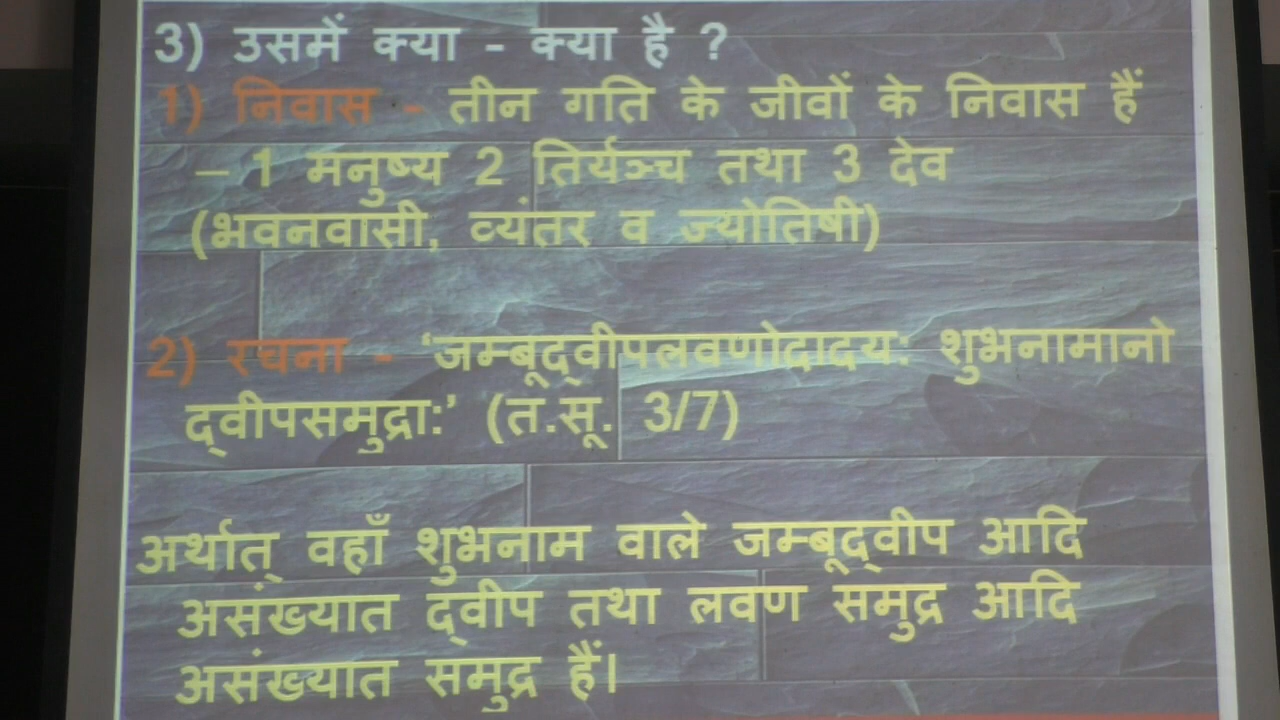 3) उसमें क्या - क्या है ?
1) निवास - तीन गति के जीवों के निवास हैं
– 1 मनुष्य 2 तिर्यञ्च तथा 3 देव
(भवनवासी, व्यंतर व ज्योतिषी)
2) रचना - ‘जम्बूद्वीपलवणोदादयः शुभनामानो
द्वीपसमुद्राः’ (त.सू. 3/7)
अर्थात् वहाँ शुभनाम वाले जम्बूद्वीप आदि
असंख्यात द्वीप तथा लवण समुद्र आदि
असंख्यात समुद्र हैं।